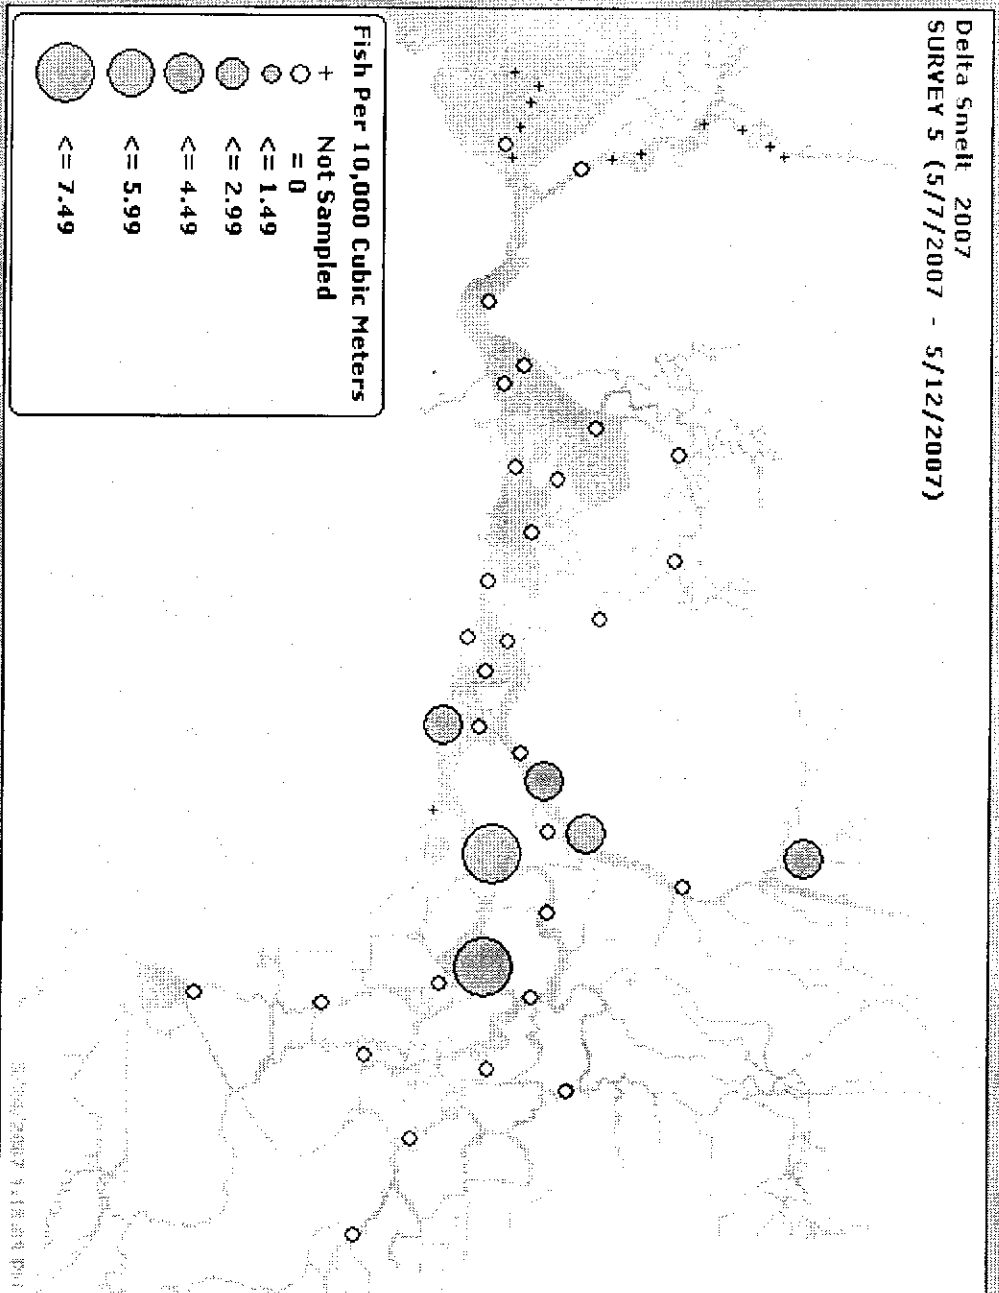 Delta Smelt 2007
SURVEY 5 (5/7/2007 - 5/12/2007)
Fish Per 10,000 Cubic Meters
+ Not Sampled
= 0
<= 1.49
<= 2.99
<= 4.49
<= 5.99
<= 7.49